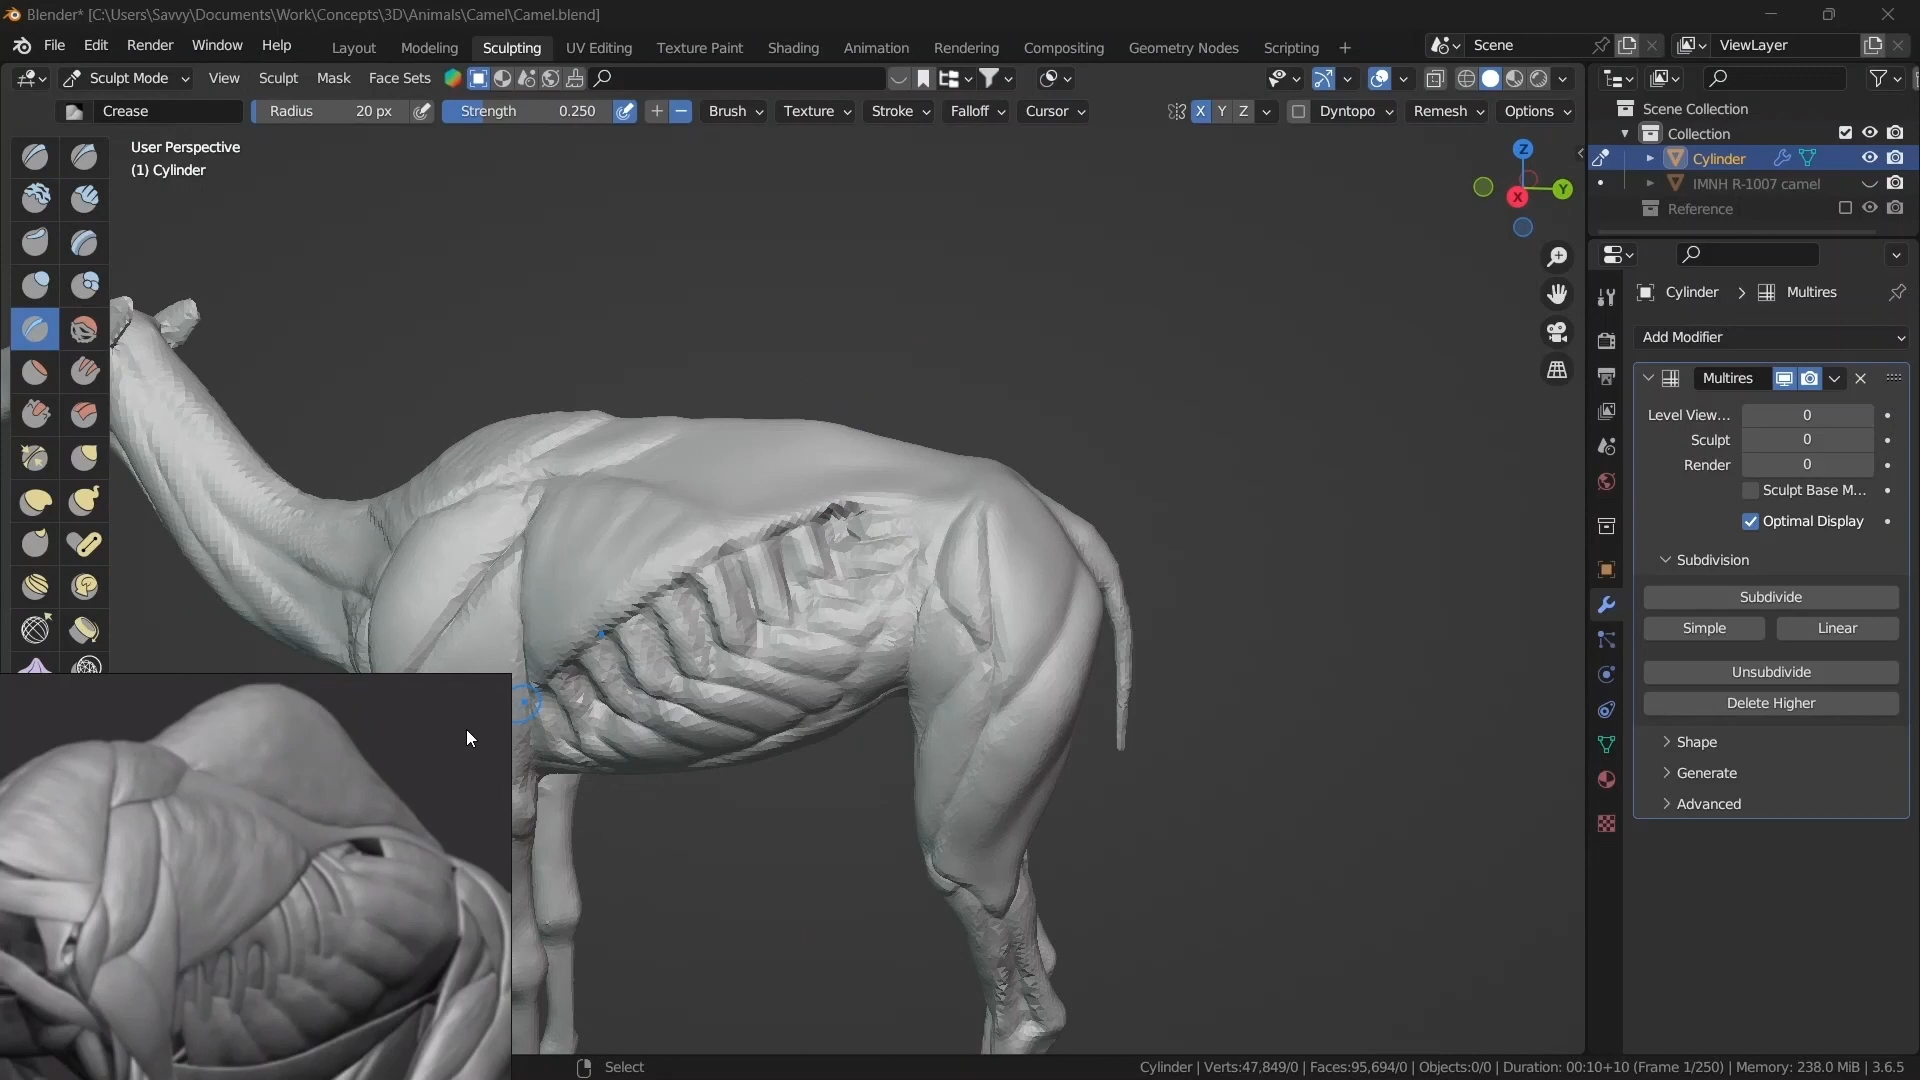 Blender* [C:\Users\Savvy\Documents\Work\Concepts\3D\Animals\Camel\Camel.blend]
File Edit Render Window Help Layout Modeling Sculpting UV Editing Texture Paint Shading Animation Rendering Compositing Geometry Nodes Scripting + Scene ViewLayer
Sculpt Mode View Sculpt Mask Face Sets
Crease Radius 20 px Strength 0.250 Brush Texture Stroke Falloff Cursor X Y Z Dyntopo Remesh Options
User Perspective
(1) Cylinder
Z
Y
X
Scene Collection
Collection
Cylinder
IMNH R-1007 camel
Reference
Cylinder > Multires
Add Modifier
Multires
Level View... 0
Sculpt 0
Render 0
Sculpt Base M...
Optimal Display
Subdivision
Subdivide
Simple Linear
Unsubdivide
Delete Higher
Shape
Generate
Advanced
Select
Cylinder | Verts:47,849/0 | Faces:95,694/0 | Objects:0/0 | Duration: 00:10+10 (Frame 1/250) | Memory: 238.0 MiB | 3.6.5